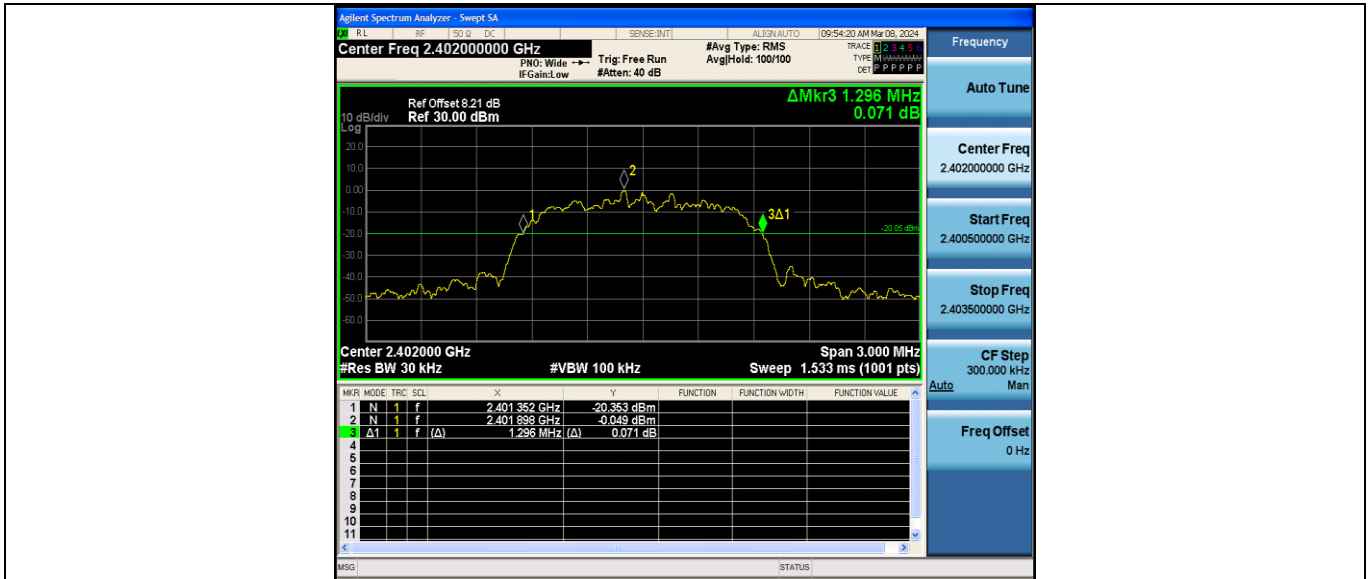 Agilent Spectrum Analyzer - Swept SA
LXI RL RF 50 Ω DC SENSE:INT ALIGN AUTO 09:54:20 AM Mar 08, 2024
Center Freq 2.402000000 GHz
PNO: Wide
IFGain:Low
Trig: Free Run
#Atten: 40 dB
#Avg Type: RMS
Avg|Hold: 100/100
TRACE 1 2 3 4 5 6
TYPE M WWWWW
DET P P P P P P
Ref Offset 8.21 dB
10 dB/div Ref 30.00 dBm
Log
ΔMkr3 1.296 MHz
0.071 dB
20.0
10.0
0.00
-10.0
-20.0
-30.0
-40.0
-50.0
-60.0
1
2
3Δ1
-20.05 dBm
Center 2.402000 GHz Span 3.000 MHz
#Res BW 30 kHz #VBW 100 kHz Sweep 1.533 ms (1001 pts)
MKR MODE TRC SCL X Y FUNCTION FUNCTION WIDTH FUNCTION VALUE
1 N 1 f 2.401 352 GHz -20.353 dBm
2 N 1 f 2.401 898 GHz -0.049 dBm
3 Δ1 1 f (Δ) 1.296 MHz (Δ) 0.071 dB
4
5
6
7
8
9
10
11
MSG STATUS
Frequency
Auto Tune
Center Freq
2.402000000 GHz
Start Freq
2.400500000 GHz
Stop Freq
2.403500000 GHz
CF Step
300.000 kHz
Auto Man
Freq Offset
0 Hz